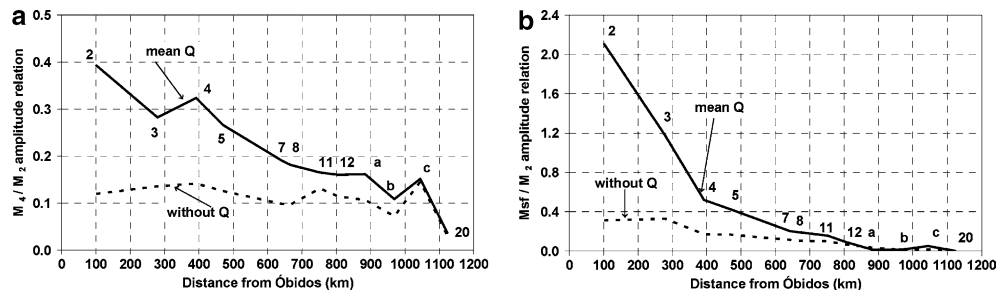 a
M4 / M2 amplitude relation
0.5
0.4
0.3
0.2
0.1
0.0
2
mean Q
4
3
5
7 8
11 12
a
b
c
20
without Q
0 100 200 300 400 500 600 700 800 900 1000 1100 1200
Distance from Óbidos (km)
b
Msf / M2 amplitude relation
2.4
2.0
1.6
1.2
0.8
0.4
0.0
2
3
mean Q
4
5
without Q
7 8
11
12
a
b
c
20
0 100 200 300 400 500 600 700 800 900 1000 1100 1200
Distance from Óbidos (km)